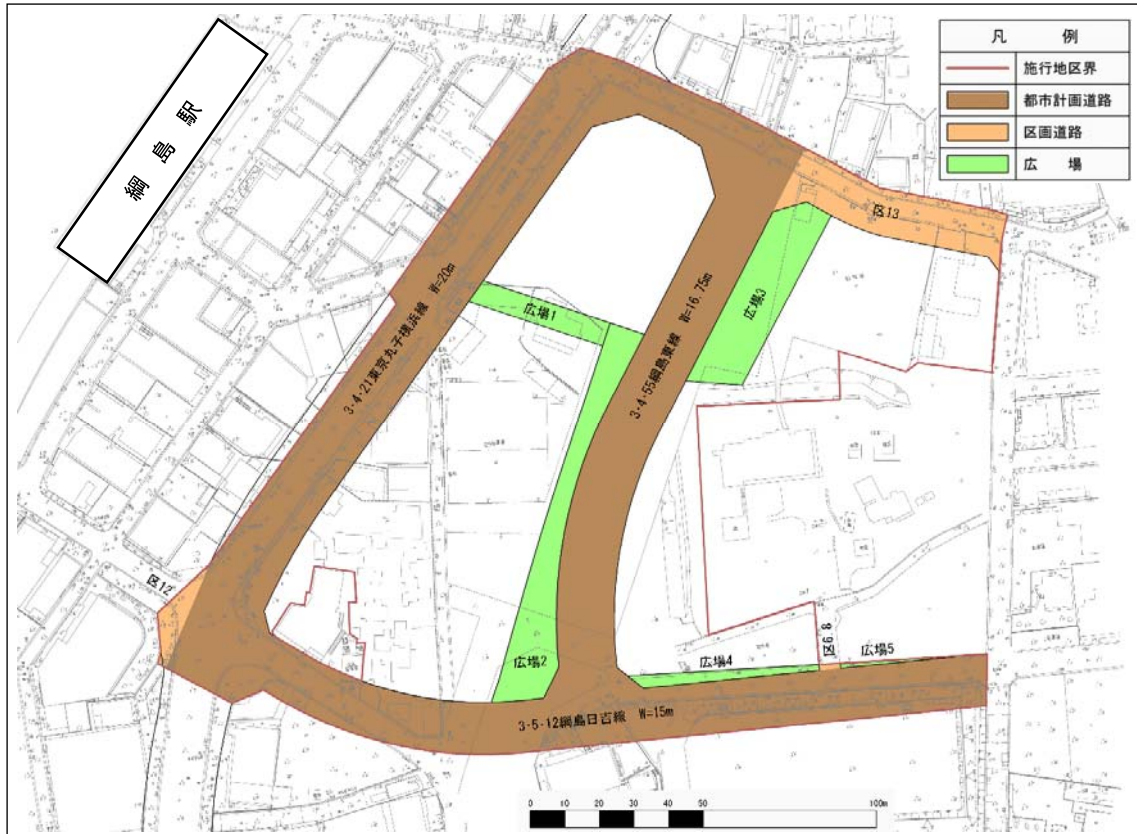 凡 例
施行地区界
都市計画道路
区画道路
広 場
綱島駅
区13
広場3
広場1
3·4·21東京丸子横浜線 W=20m
3·4·55綱島東線 W=16.75m
区12
広場2
区6.8
広場4
広場5
3·5·12綱島日吉線 W=15m
0 10 20 30 40 50 100m